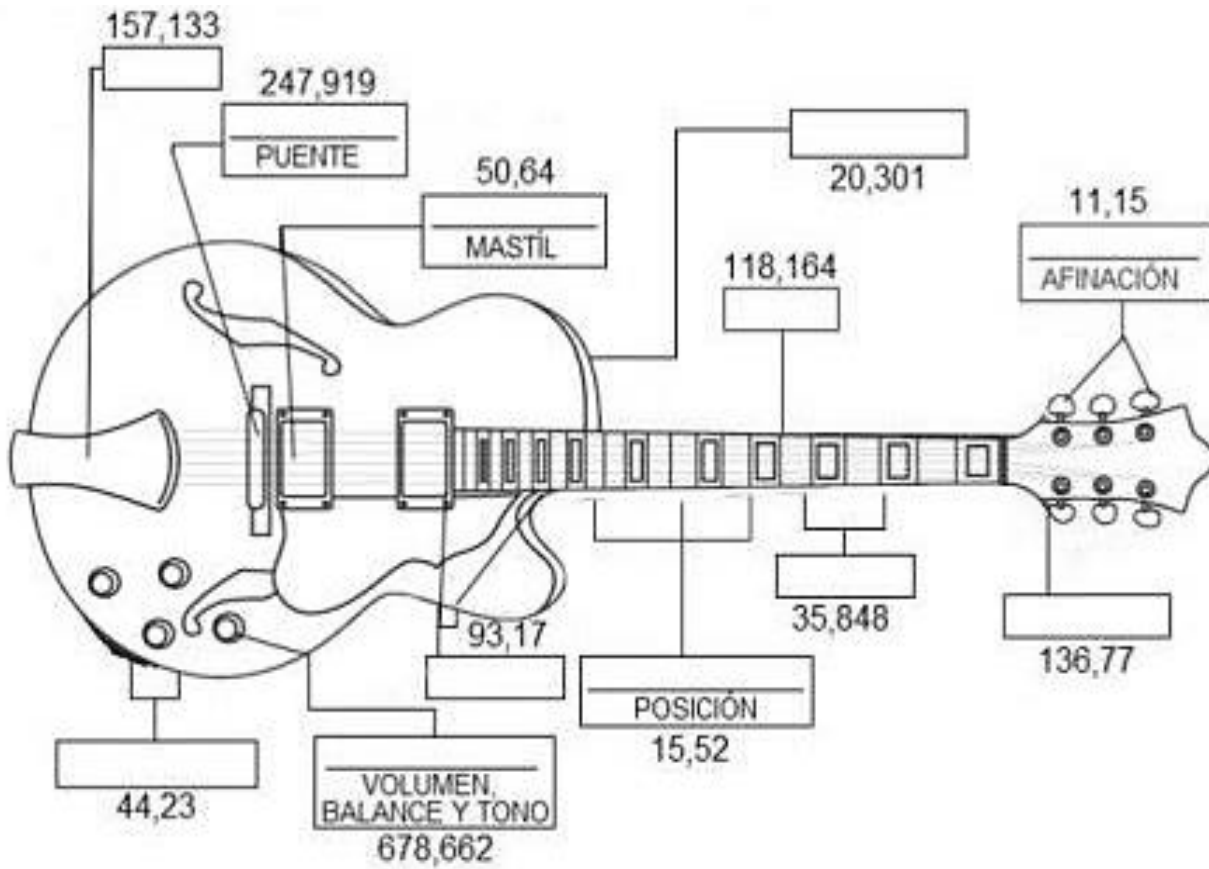 157,133
247,919
PUENTE
50,64
MASTÍL
20,301
11,15
AFINACIÓN
118,164
93,17
35,848
136,77
POSICIÓN
15,52
44,23
VOLUMEN,
BALANCE Y TONO
678,662